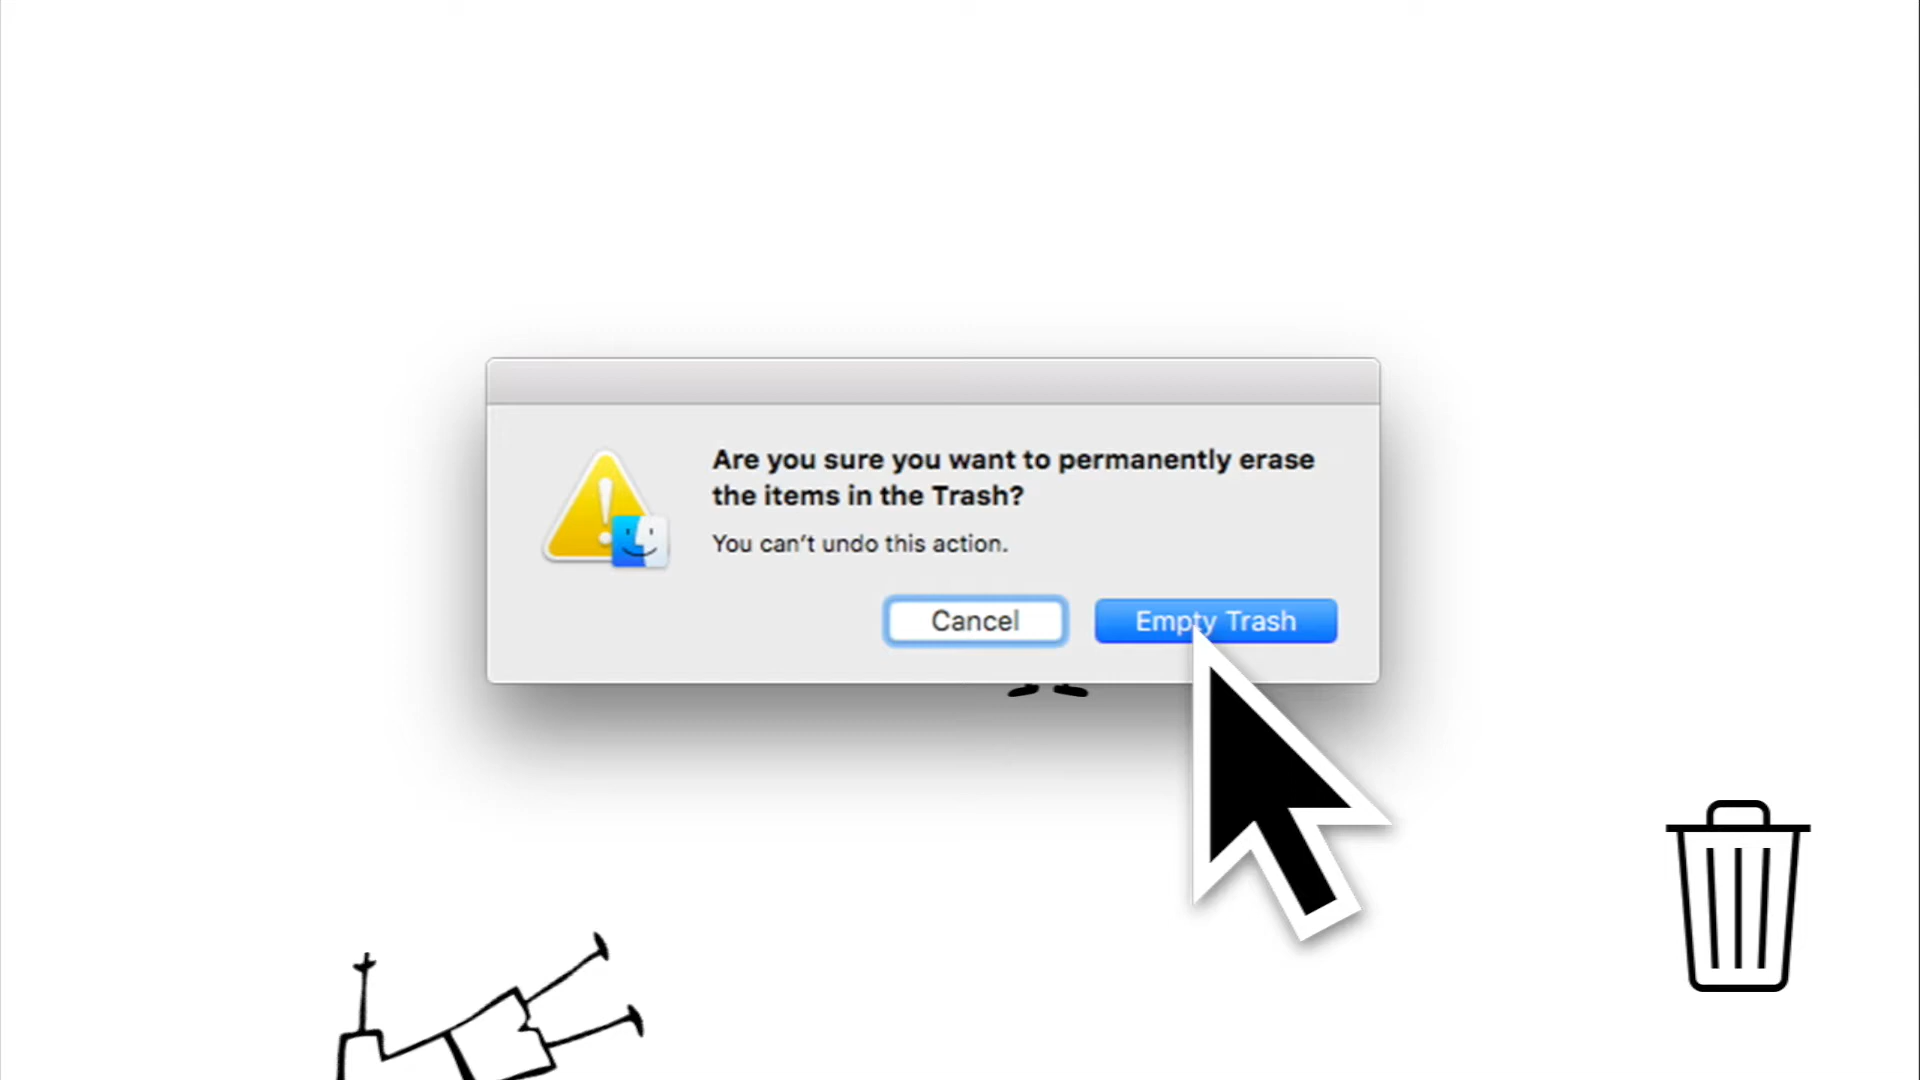 Are you sure you want to permanently erase
the items in the Trash?
You can't undo this action.
Cancel
Empty Trash